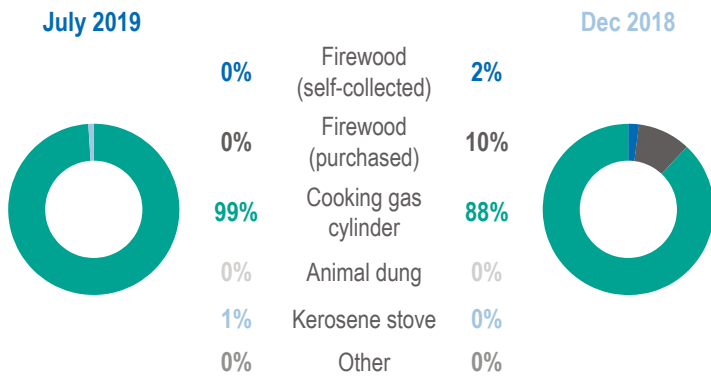 July 2019
Dec 2018
0% Firewood (self-collected) 2%
0% Firewood (purchased) 10%
99% Cooking gas cylinder 88%
0% Animal dung 0%
1% Kerosene stove 0%
0% Other 0%